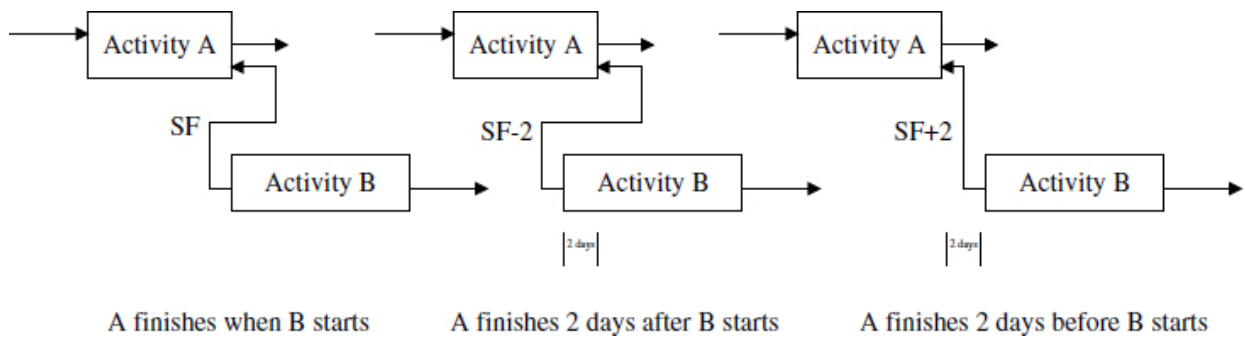 Activity A
Activity A
Activity A
SF
SF-2
SF+2
Activity B
Activity B
Activity B
2 days
2 days
A finishes when B starts
A finishes 2 days after B starts
A finishes 2 days before B starts